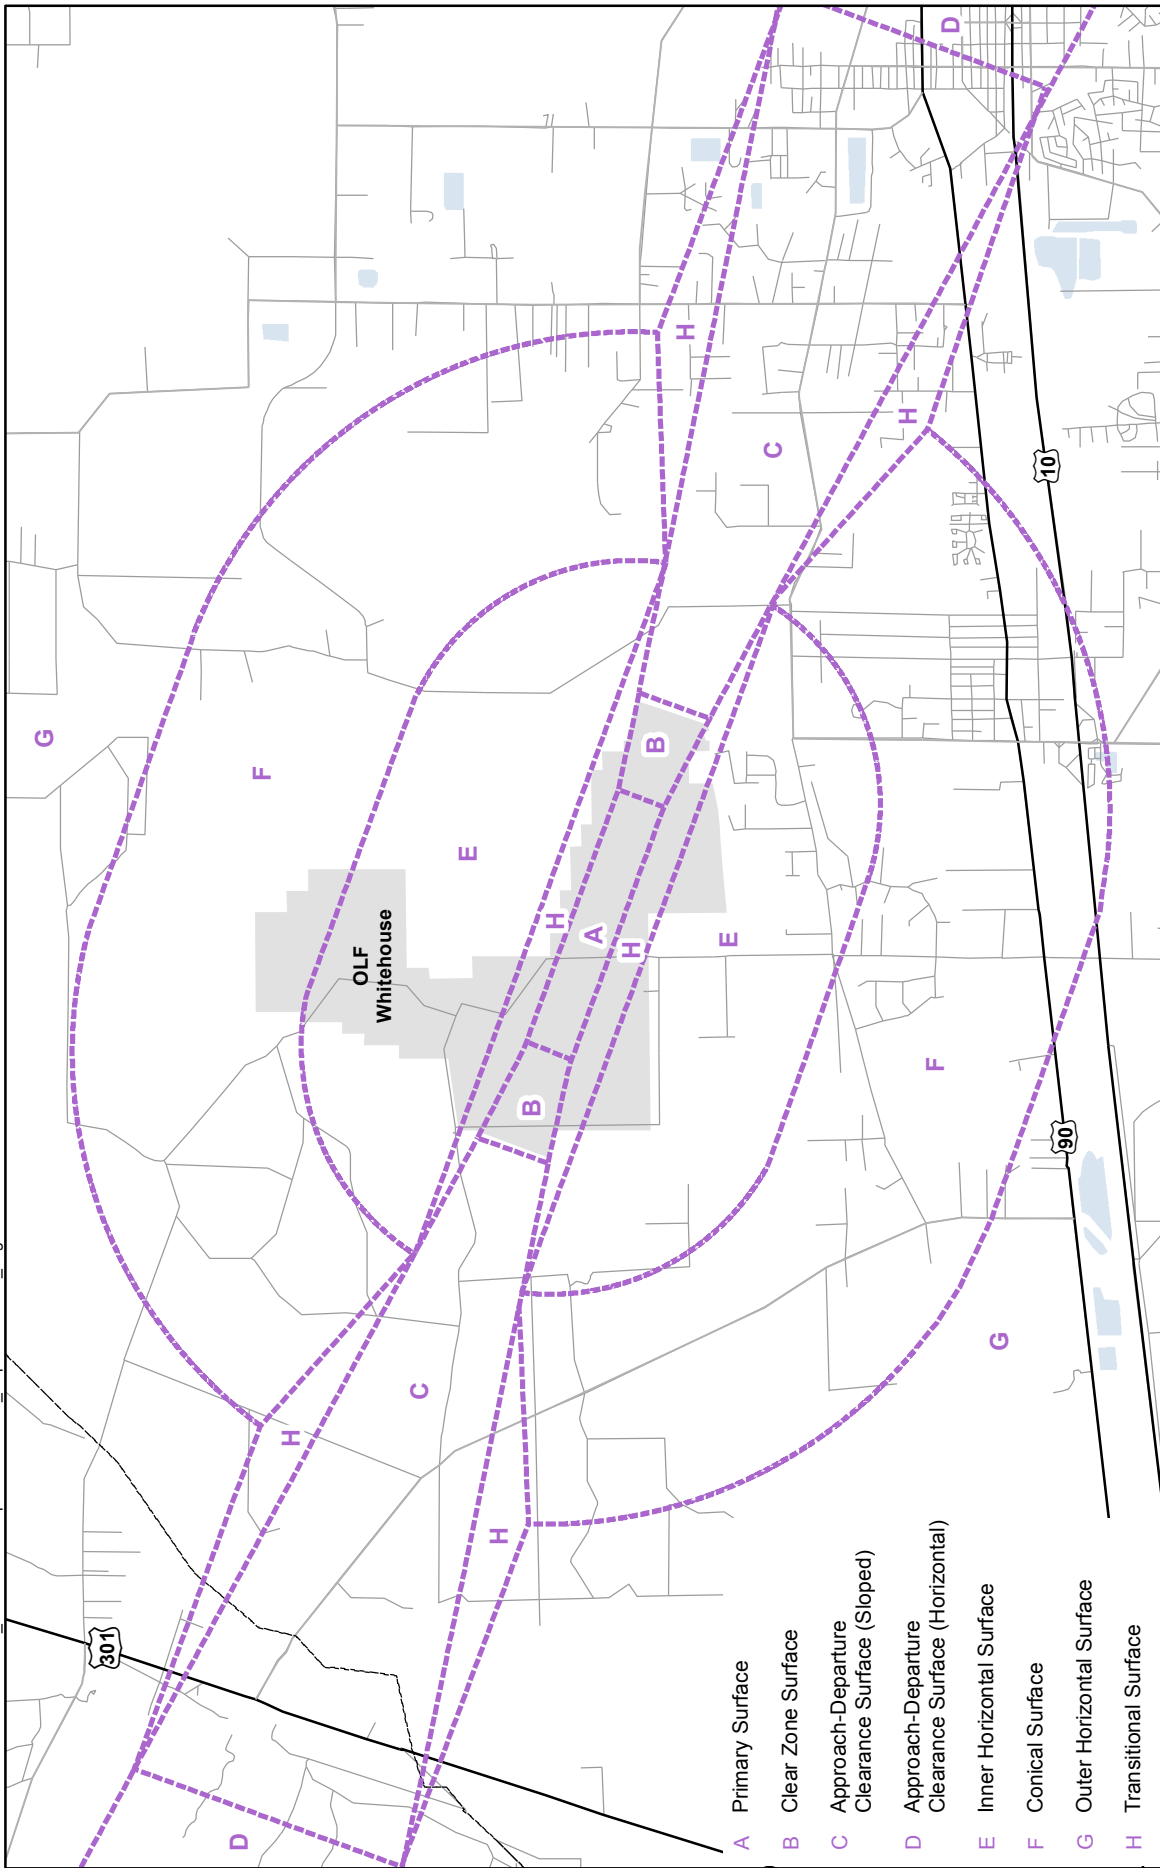 G
F
E
OLF
Whitehouse
H
A
H
B
B
E
F
G
C
C
H
H
H
H
D
D
301
90
10
A Primary Surface
B Clear Zone Surface
C Approach-Departure
Clearance Surface (Sloped)
D Approach-Departure
Clearance Surface (Horizontal)
E Inner Horizontal Surface
F Conical Surface
G Outer Horizontal Surface
H Transitional Surface